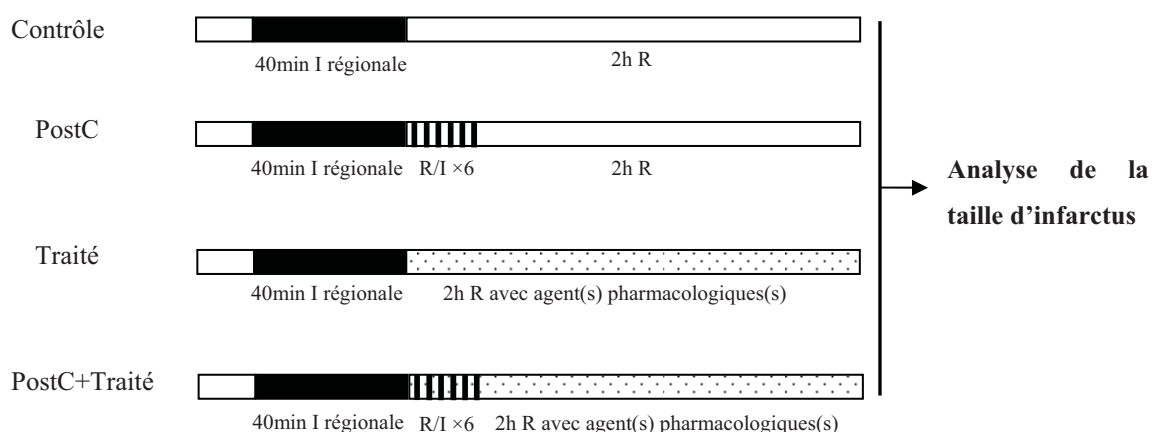 Contrôle
40min I régionale 2h R
PostC
40min I régionale R/I ×6 2h R
Traité
40min I régionale 2h R avec agent(s) pharmacologiques(s)
PostC+Traité
40min I régionale R/I ×6 2h R avec agent(s) pharmacologiques(s)
Analyse de la
taille d’infarctus